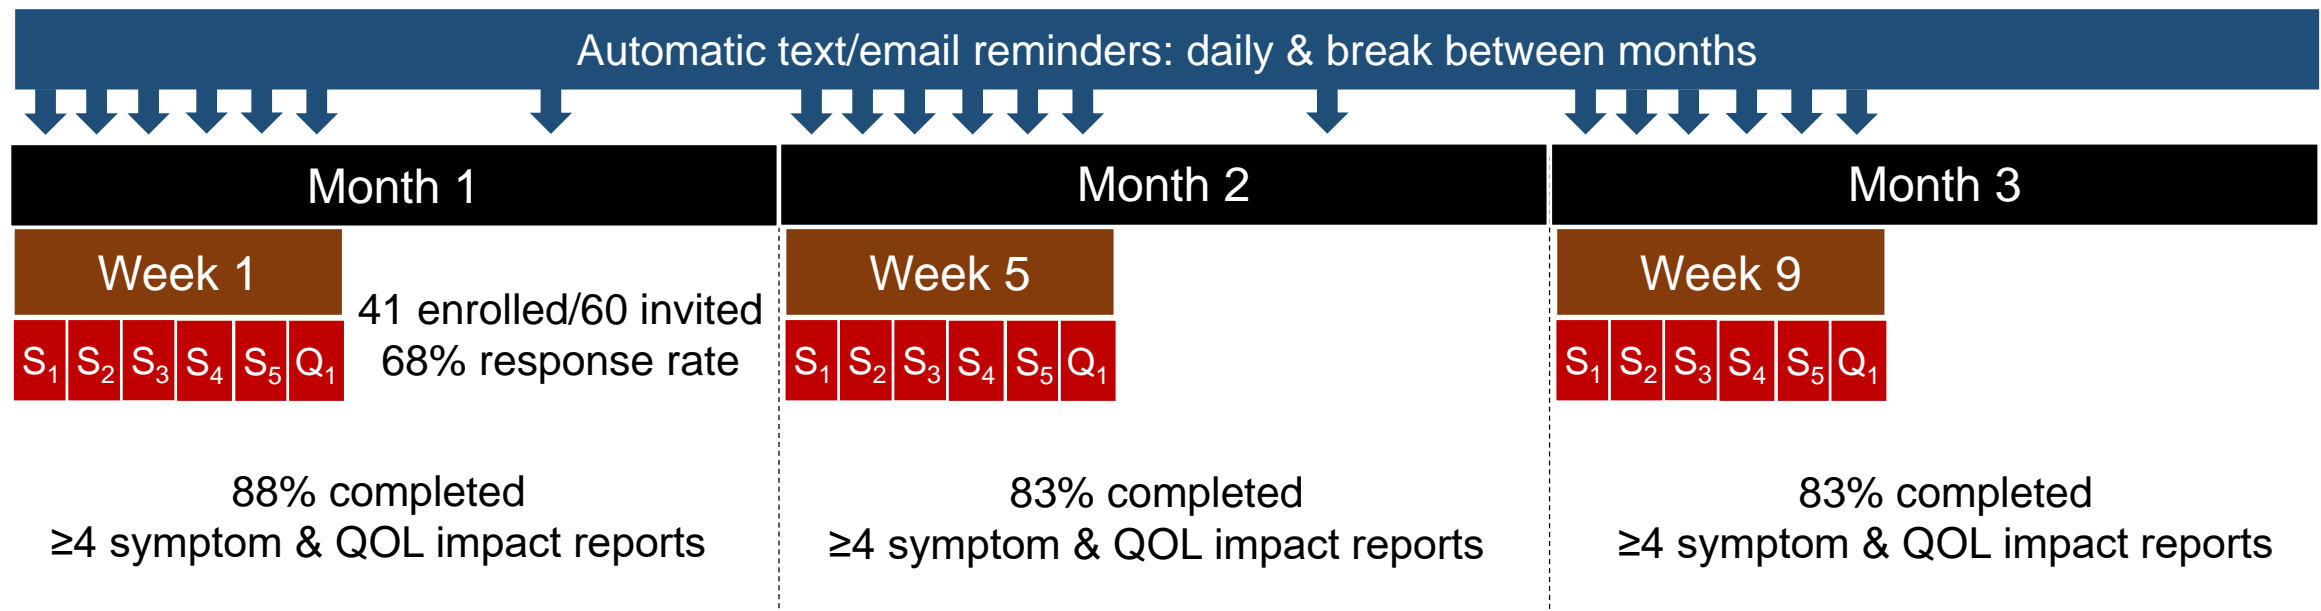 Automatic text/email reminders: daily & break between months
Month 1
Month 2
Month 3
Week 1
Week 5
Week 9
41 enrolled/60 invited
68% response rate
S₁ S₂ S₃ S₄ S₅ Q₁
S₁ S₂ S₃ S₄ S₅ Q₁
S₁ S₂ S₃ S₄ S₅ Q₁
88% completed
≥4 symptom & QOL impact reports
83% completed
≥4 symptom & QOL impact reports
83% completed
≥4 symptom & QOL impact reports